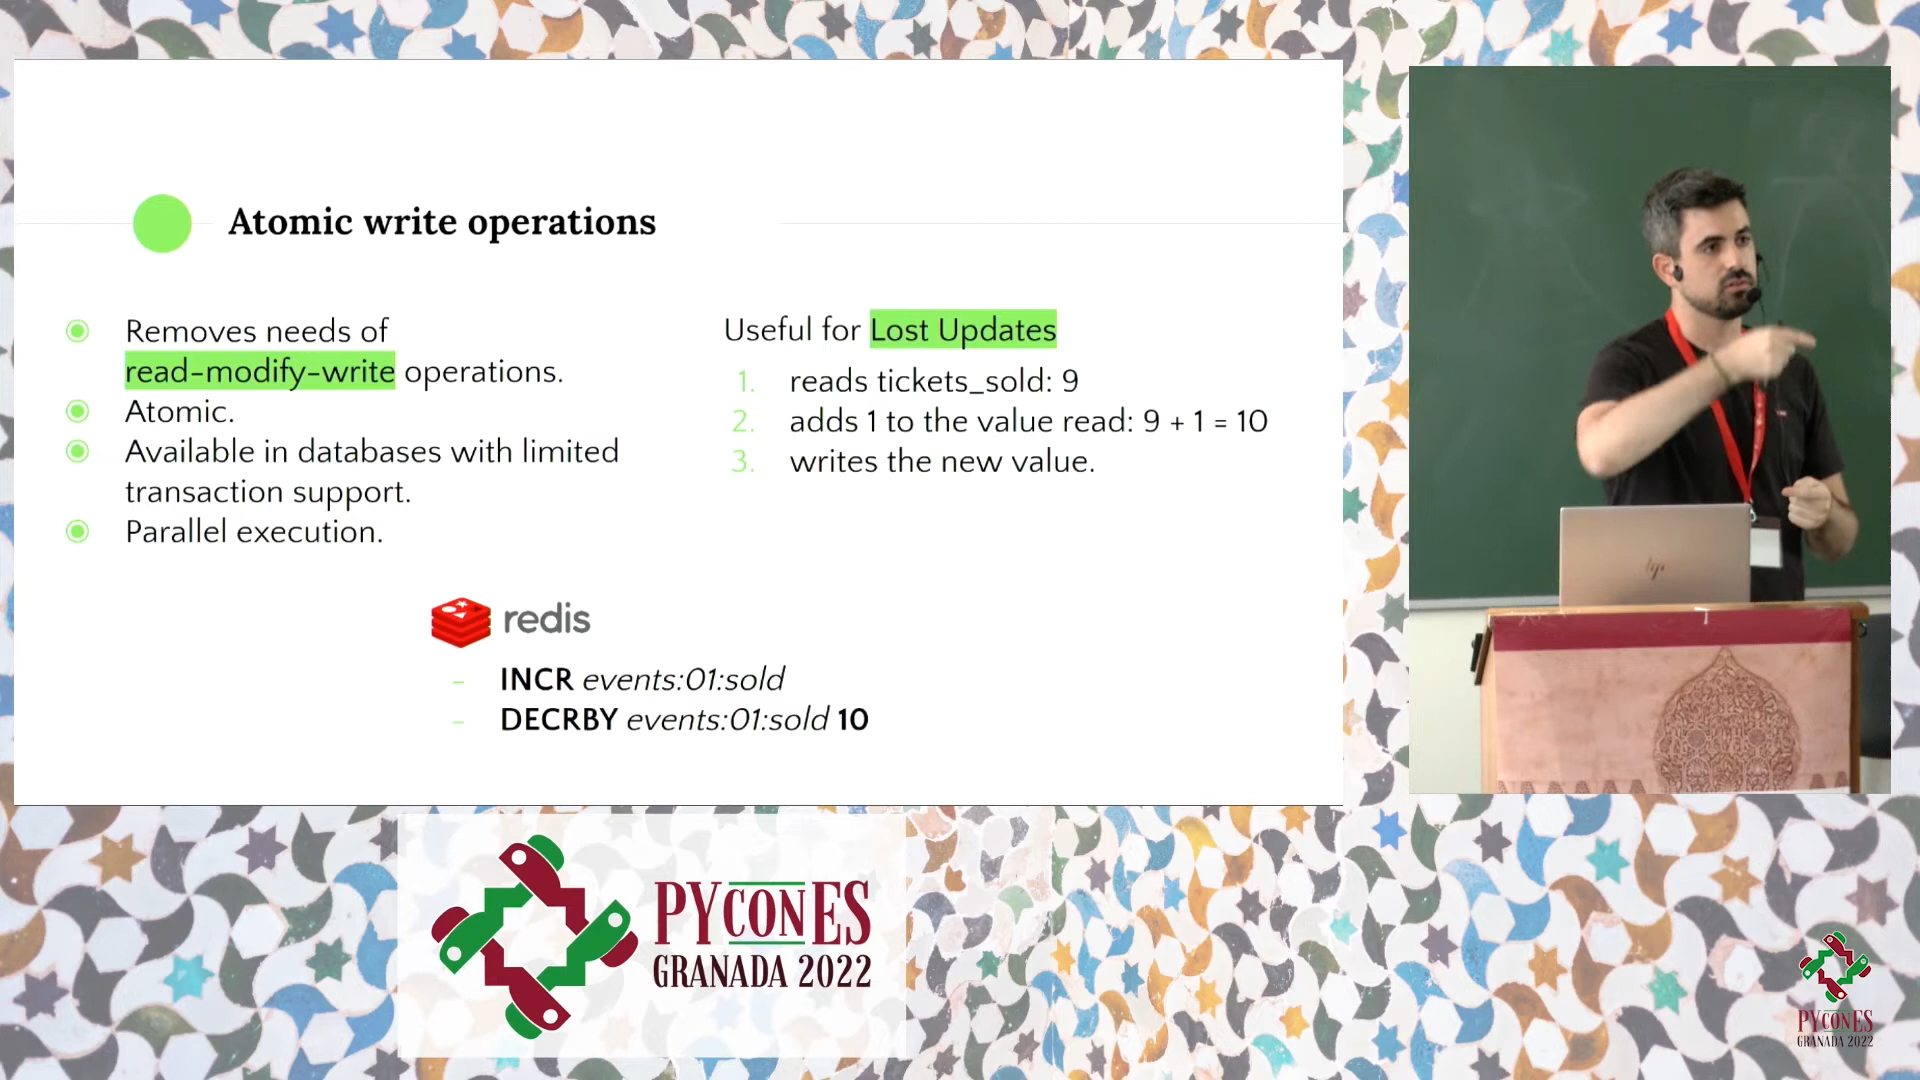 Atomic write operations
Removes needs of
read-modify-write operations.
Atomic.
Available in databases with limited
transaction support.
Parallel execution.
Useful for Lost Updates
1. reads tickets_sold: 9
2. adds 1 to the value read: 9 + 1 = 10
3. writes the new value.
redis
- INCR events:01:sold
- DECRBY events:01:sold 10
hp
PYCONES
GRANADA 2022
PYCONES
GRANADA 2022